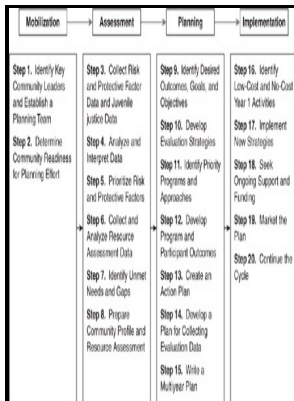 Mobilization
Assessment
Planning
Implementation
Step 1. Identify Key
Community Leaders
and Establish a
Planning Team
Step 2. Determine
Community Readiness
for Planning Effort
Step 3. Collect Risk
and Protective Factor
Data and Juvenile
justice Data
Step 4. Analyze and
Interpret Data
Step 5. Prioritize Risk
and Protective Factors
Step 6. Collect and
Analyze Resource
Assessment Data
Step 7. Identify Unmet
Needs and Gaps
Step 8. Prepare
Community Profile and
Resource Assessment
Step 9. Identify Desired
Outcomes, Goals, and
Objectives
Step 10. Develop
Evaluation Strategies
Step 11. Identify Priority
Programs and
Approaches
Step 12. Develop
Program and
Participant Outcomes
Step 13. Create an
Action Plan
Step 14. Develop a
Plan for Collecting
Evaluation Data
Step 15. Write a
Multiyear Plan
Step 16. Identify
Low-Cost and No-Cost
Year 1 Activities
Step 17. Implement
New Strategies
Step 18. Seek
Ongoing Support and
Funding
Step 19. Market the
Plan
Step 20. Continue the
Cycle